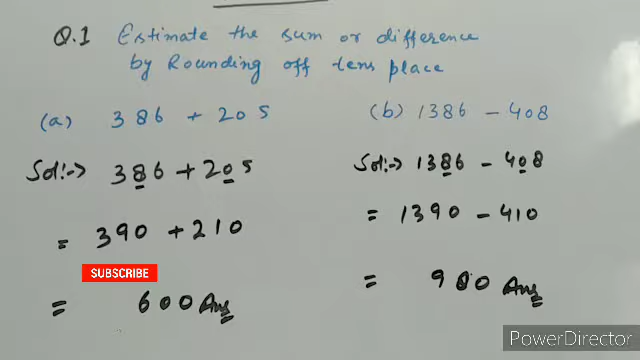 Q.1 Estimate the sum or difference
by Rounding off tens place
(a) 386 + 205
(b) 1386 - 408
Sol:-> 386 + 205
= 390 + 210
SUBSCRIBE
= 600 Ans
Sol:-> 1386 - 408
= 1390 - 410
= 980 Ans
PowerDirector